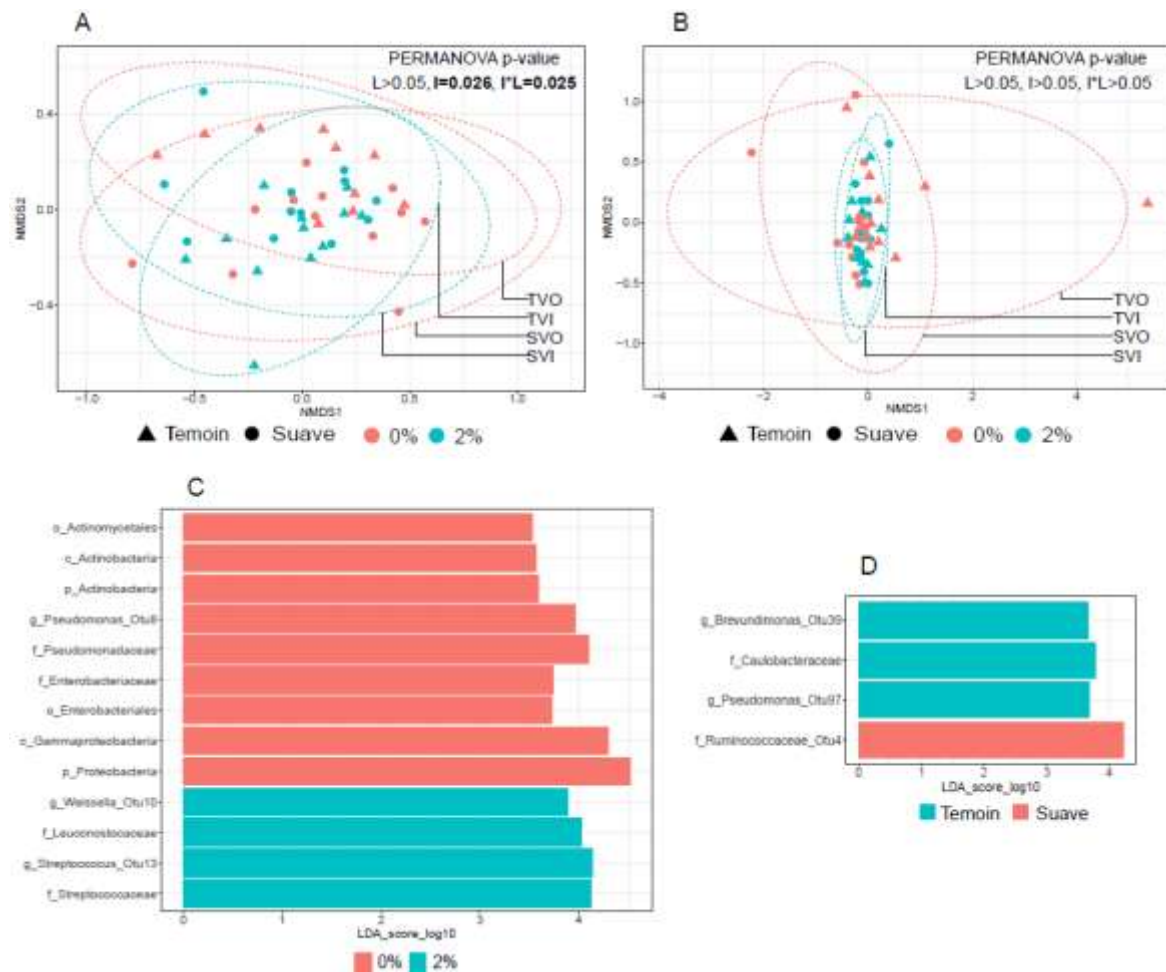 A
PERMANOVA p-value
L>0.05, I=0.026, I*L=0.025
NMDS2
0.4
0.0
−0.4
TVO
TVI
SVO
SVI
−1.0
−0.5
0.0
0.5
1.0
NMDS1
Temoin Suave 0% 2%
B
PERMANOVA p-value
L>0.05, I>0.05, I*L>0.05
NMDS2
1.0
0.5
0.0
−0.5
−1.0
TVO
TVI
SVO
SVI
−4
−2
0
2
4
NMDS1
Temoin Suave 0% 2%
C
o_Actinomycetales
c_Actinobacteria
p_Actinobacteria
g_Pseudomonas_Otu8
f_Pseudomonadaceae
f_Enterobacteriaceae
o_Enterobacteriales
c_Gammaproteobacteria
p_Proteobacteria
g_Weissella_Otu10
f_Leuconostocaceae
g_Streptococcus_Otu13
f_Streptococcaceae
0
1
2
3
4
LDA_score_log10
0% 2%
D
g_Brevundimonas_Otu39
f_Caulobacteraceae
g_Pseudomonas_Otu97
f_Ruminococcaceae_Otu4
0
1
2
3
4
LDA_score_log10
Temoin Suave